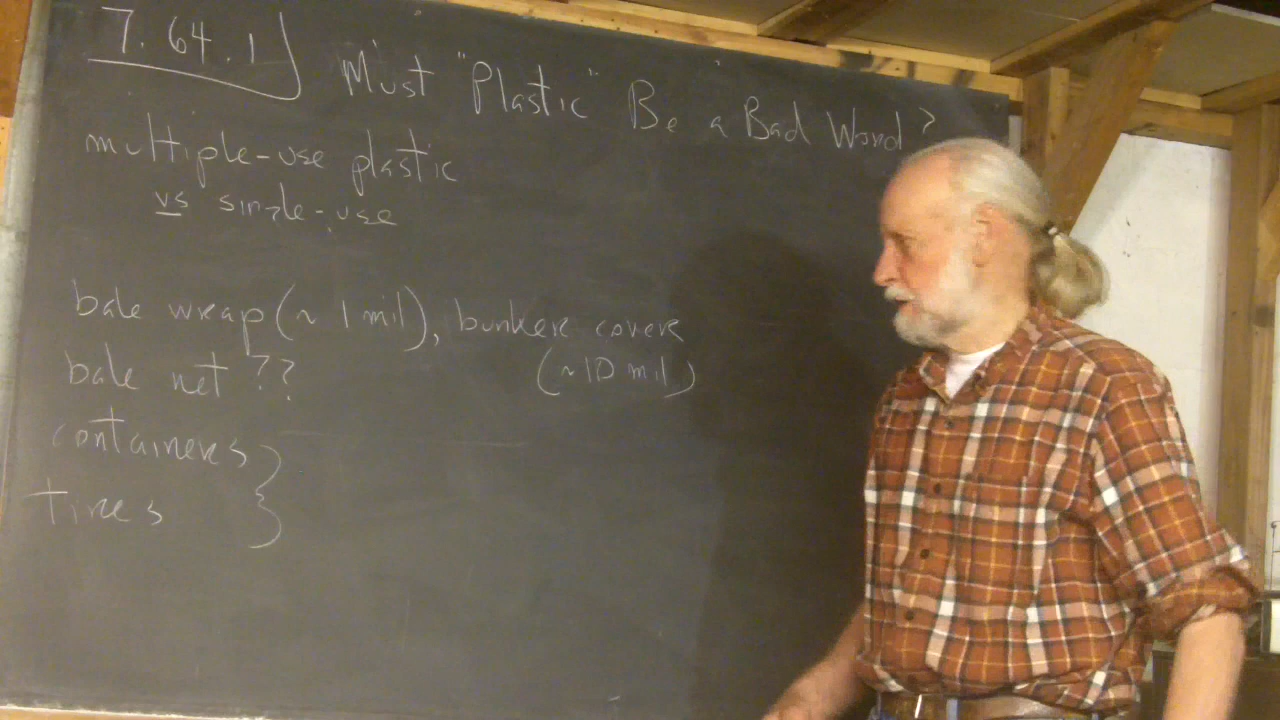 7.64.1 Must "Plastic" Be a Bad Word?
multiple-use plastic
vs single-use
bale wrap (~ 1 mil), bunker cover
(~10 mil)
bale net ??
containers
tires